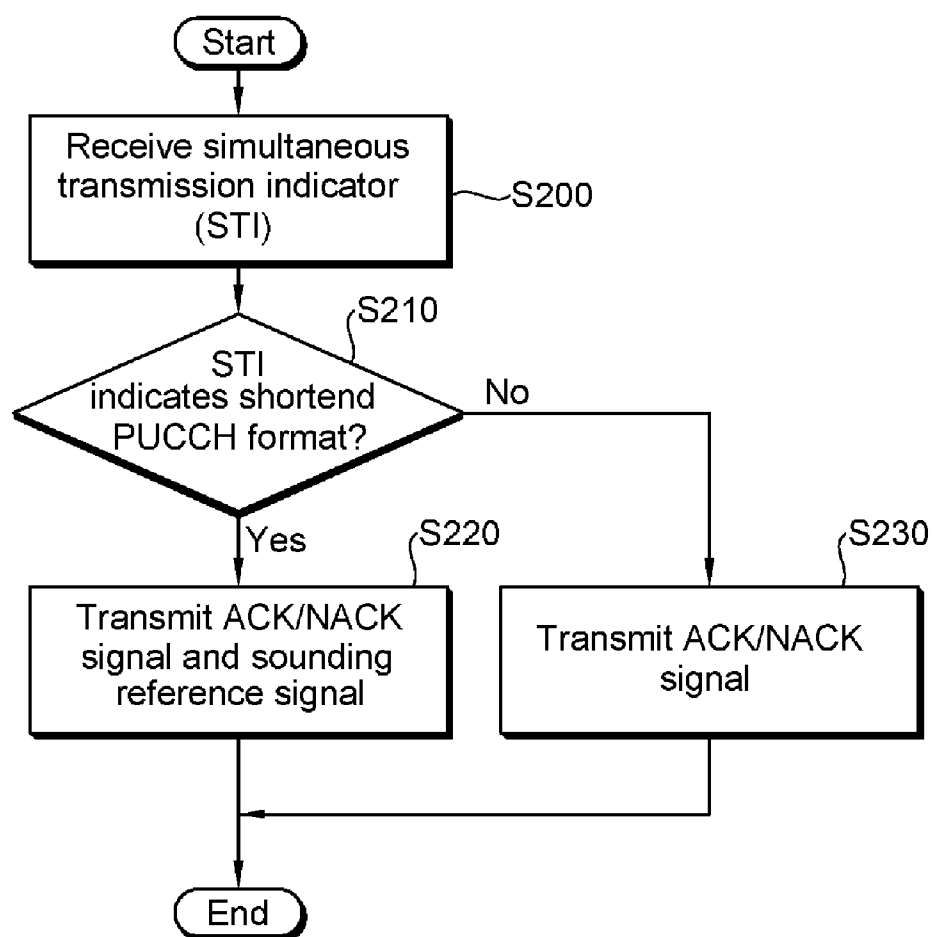 Start
Receive simultaneous
transmission indicator
(STI)
S200
S210
STI
indicates shortend
PUCCH format?
No
Yes
S220
S230
Transmit ACK/NACK
signal and sounding
reference signal
Transmit ACK/NACK
signal
End